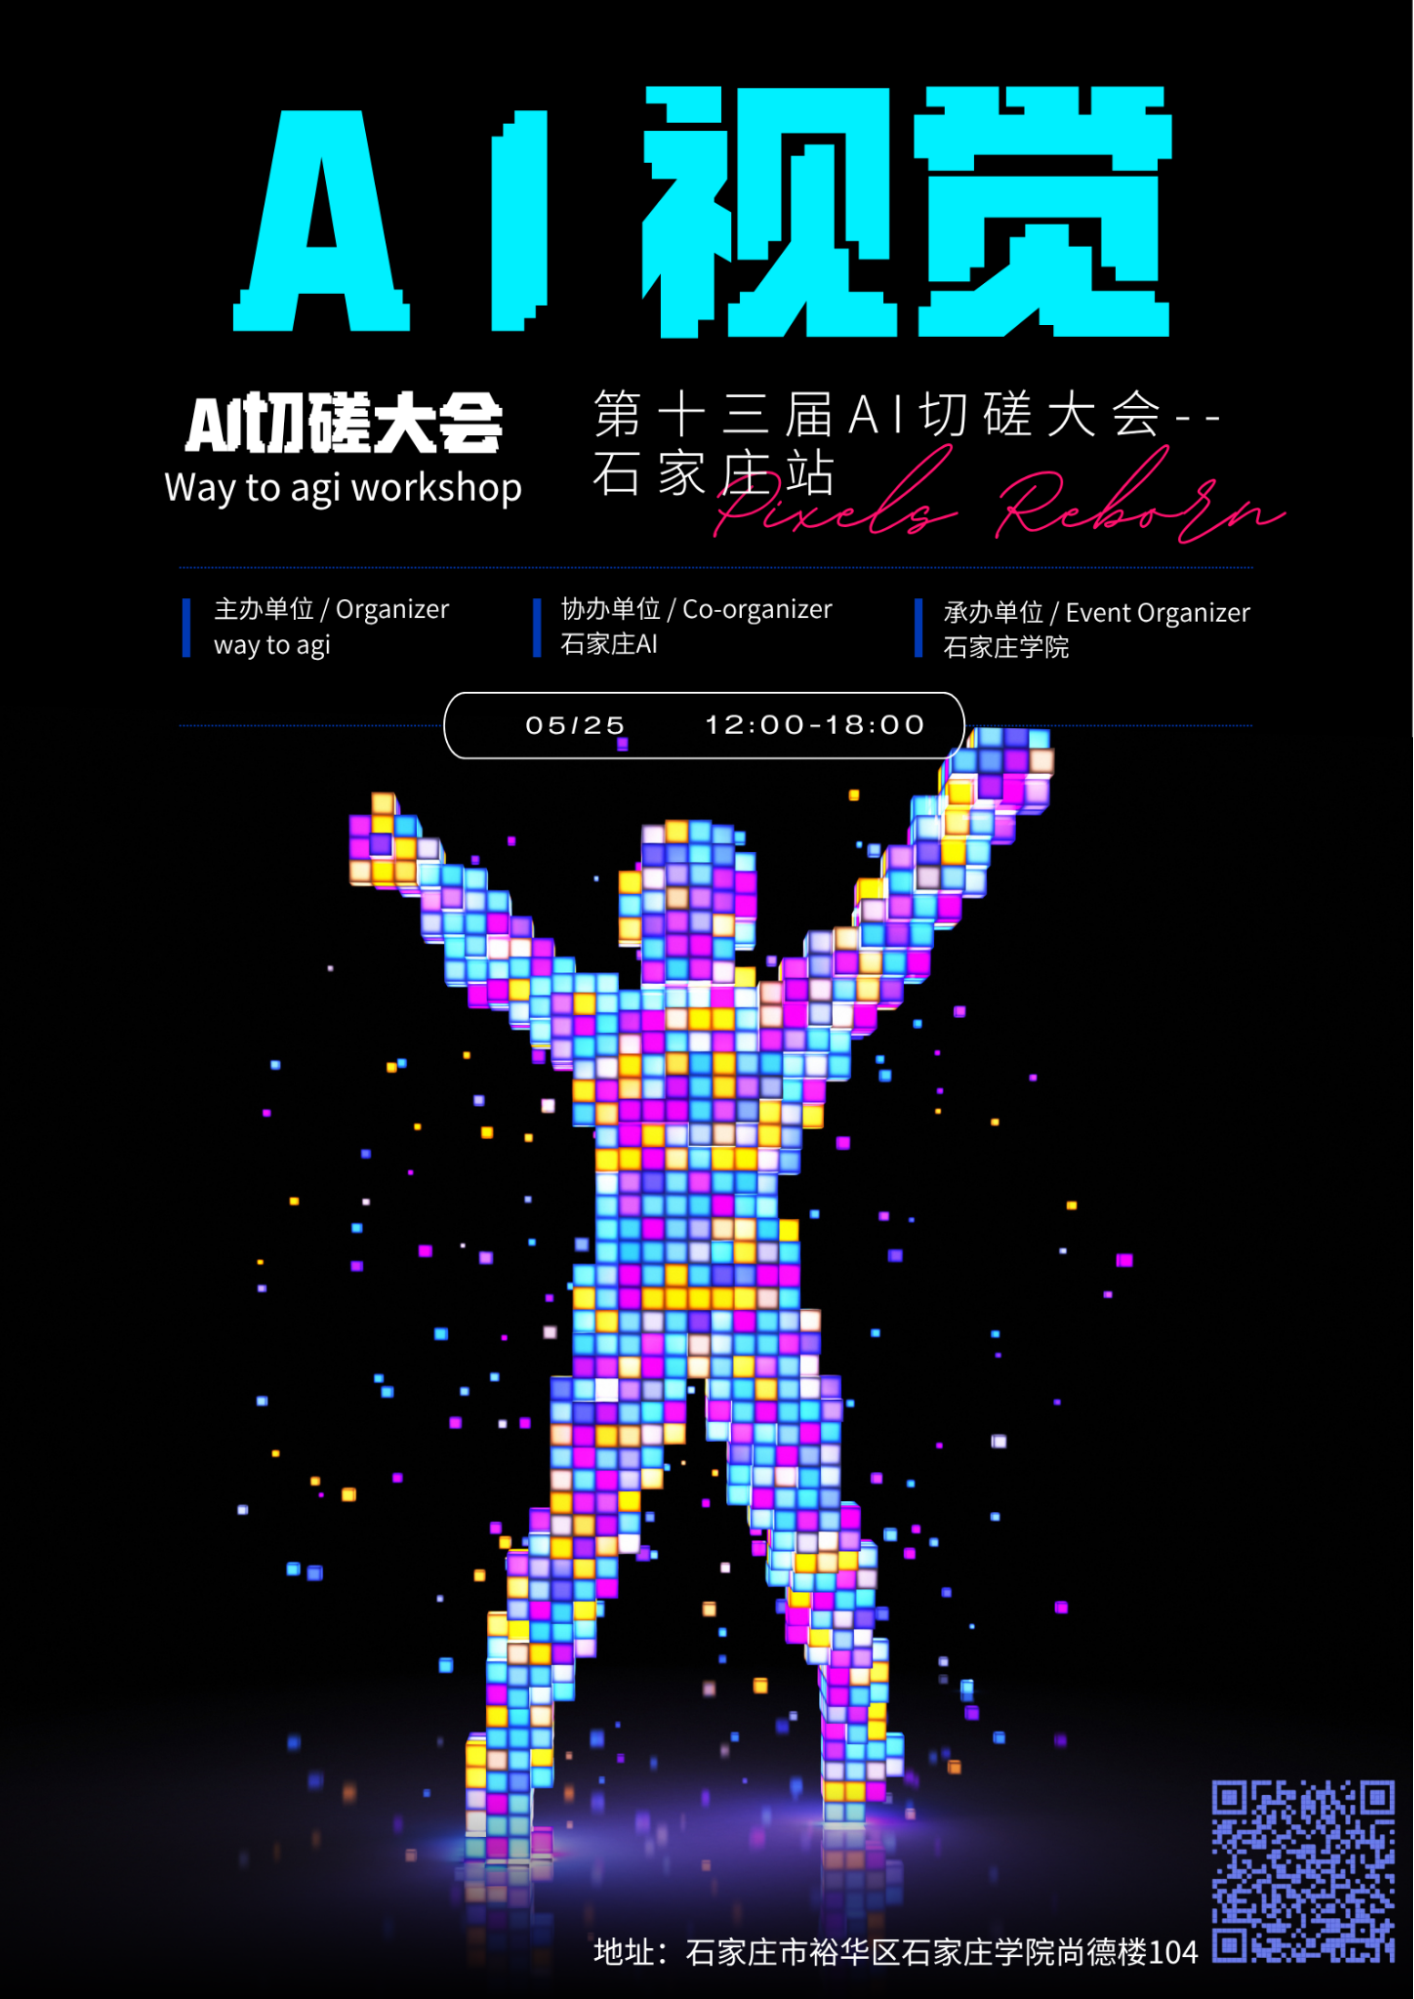 AI视觉
AI切磋大会
Way to agi workshop
第十三届AI切磋大会--
石家庄站
Pixels Reborn
主办单位 / Organizer
way to agi
协办单位 / Co-organizer
石家庄AI
承办单位 / Event Organizer
石家庄学院
05/25 12:00-18:00
地址：石家庄市裕华区石家庄学院尚德楼104